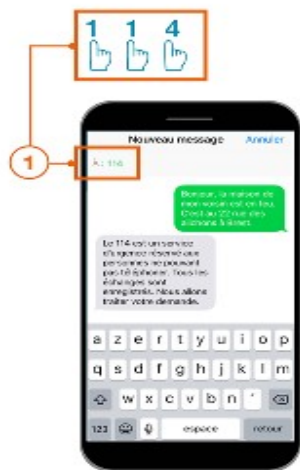 1 1 4
1
Nouveau message Annuler
À : 114
Bonjour, la maison de
mon voisin est en feu.
C'est au 22 rue des
à Brest.
Le 114 est un service
d'urgence réservé aux
personnes ne pouvant
pas téléphoner. Tous les
échanges sont
enregistrés. Nous allons
traiter votre demande.
a z e r t y u i o p
q s d f g h j k l m
w x c v b n '
123 espace retour